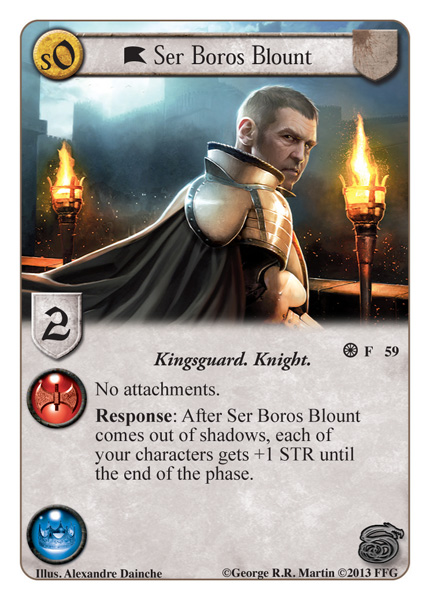 s0
Ser Boros Blount
2
Kingsguard. Knight.
F 59
No attachments.
Response: After Ser Boros Blount
comes out of shadows, each of
your characters gets +1 STR until
the end of the phase.
Illus. Alexandre Dainche
©George R.R. Martin ©2013 FFG